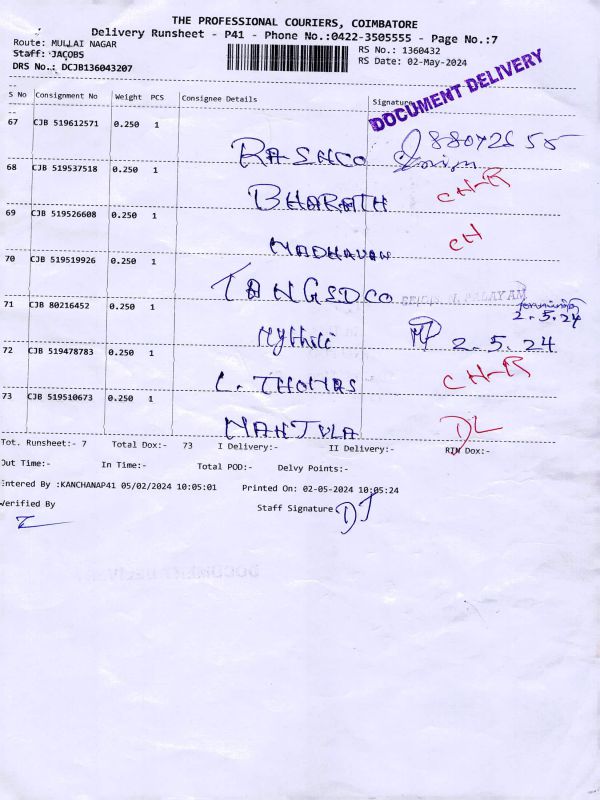 THE PROFESSIONAL COURIERS, COIMBATORE
Delivery Runsheet - P41 - Phone No.:0422-3505555 - Page No.:7
Route: MULLAI NAGAR RS No.: 1360432
Staff: JACOBS RS Date: 02-May-2024
DRS No.: DCJB136043207
DOCUMENT DELIVERY
S No Consignment No Weight PCS Consignee Details Signature
67 CJB 519612571 0.250 1
RASHCO
68 CJB 519537518 0.250 1
BHARATH CH-R
69 CJB 519526608 0.250 1
MADHAVAN CH
70 CJB 519519926 0.250 1
TANGSDCO
2.5.24
71 CJB 80216452 0.250 1
Mythili 2.5.24
72 CJB 519478783 0.250 1
L. THOMAS CH-R
73 CJB 519510673 0.250 1
MANJULA DL
Tot. Runsheet:- 7 Total Dox:- 73 I Delivery:- II Delivery:- RTN Dox:-
Out Time:- In Time:- Total POD:- Delvy Points:-
Entered By :KANCHANAP41 05/02/2024 10:05:01 Printed On: 02-05-2024 10:05:24
Verified By Staff Signature